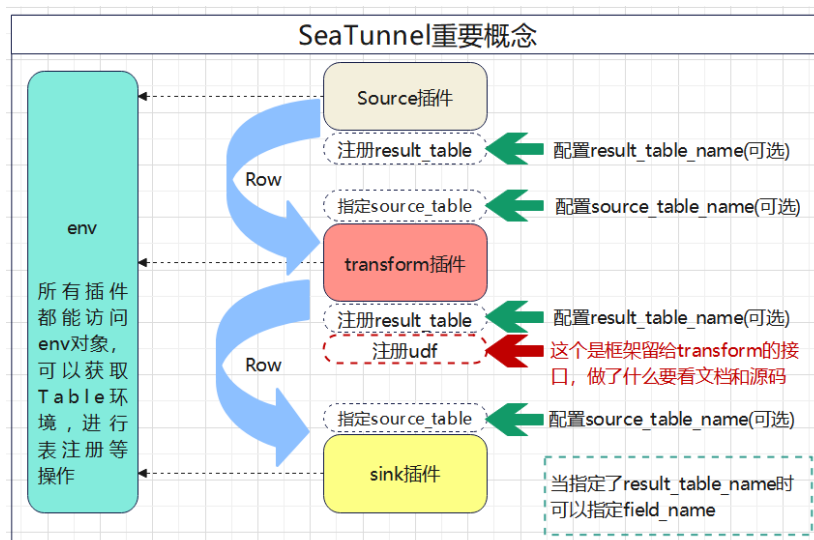 SeaTunnel重要概念
env
所有插件
都能访问
env对象，
可以获取
Table环
境，进行
表注册等
操作
Source插件
注册result_table
配置result_table_name(可选)
Row
指定source_table
配置source_table_name(可选)
transform插件
注册result_table
配置result_table_name(可选)
注册udf
这个是框架留给transform的接
口，做了什么要看文档和源码
Row
指定source_table
配置source_table_name(可选)
sink插件
当指定了result_table_name时
可以指定field_name